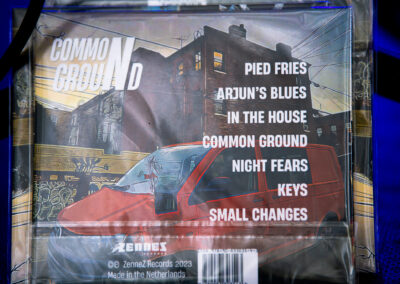 COMMON
GROUND
PIED FRIES
ARJUN'S BLUES
IN THE HOUSE
COMMON GROUND
NIGHT FEARS
KEYS
SMALL CHANGES
ZENNEZ
RECORDS
©℗ ZenneZ Records 2023
Made in the Netherlands